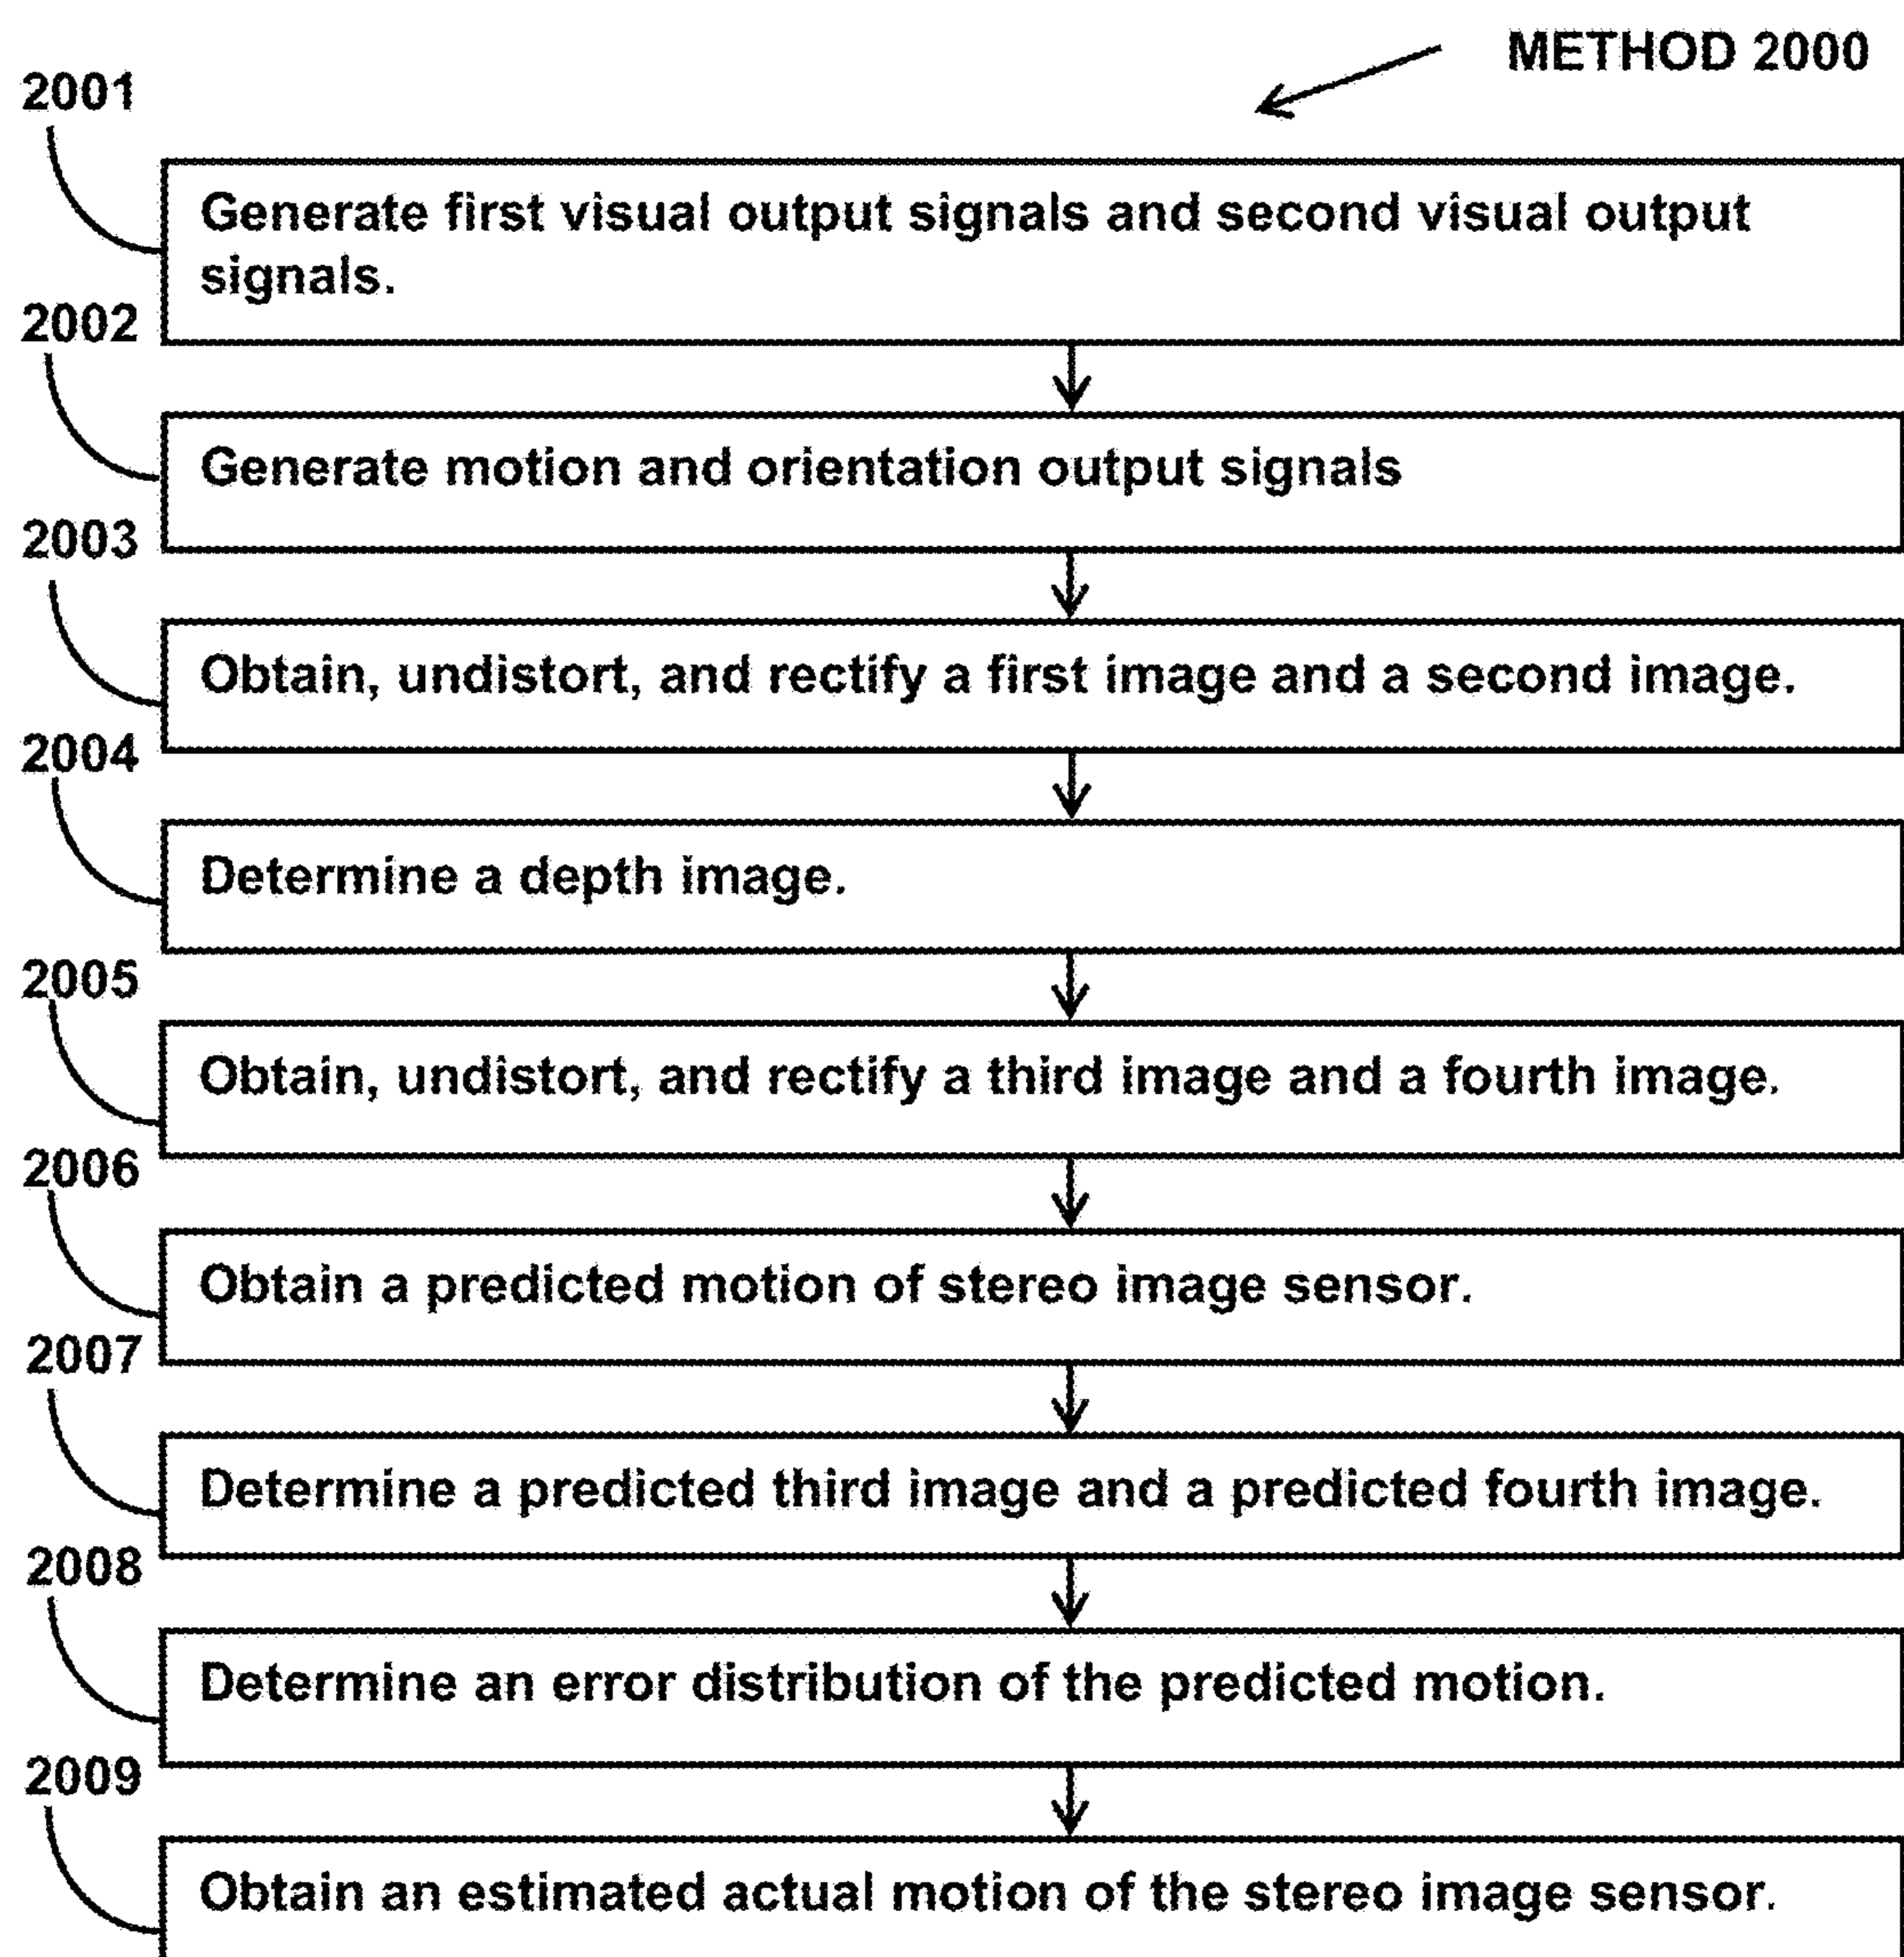 METHOD 2000
2001
Generate first visual output signals and second visual output
signals.
2002
Generate motion and orientation output signals
2003
Obtain, undistort, and rectify a first image and a second image.
2004
Determine a depth image.
2005
Obtain, undistort, and rectify a third image and a fourth image.
2006
Obtain a predicted motion of stereo image sensor.
2007
Determine a predicted third image and a predicted fourth image.
2008
Determine an error distribution of the predicted motion.
2009
Obtain an estimated actual motion of the stereo image sensor.